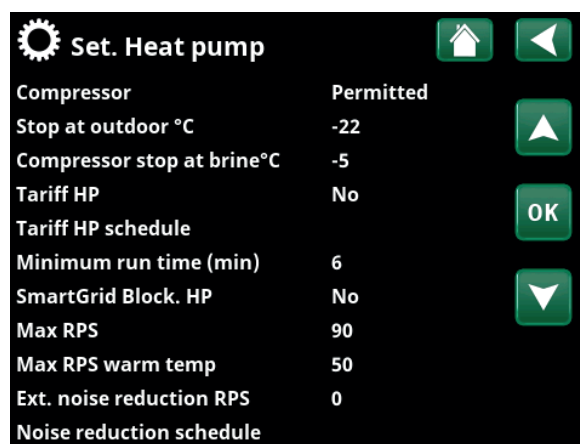 Set. Heat pump
Compressor Permitted
Stop at outdoor °C -22
Compressor stop at brine°C -5
Tariff HP No
Tariff HP schedule
OK
Minimum run time (min) 6
SmartGrid Block. HP No
Max RPS 90
Max RPS warm temp 50
Ext. noise reduction RPS 0
Noise reduction schedule